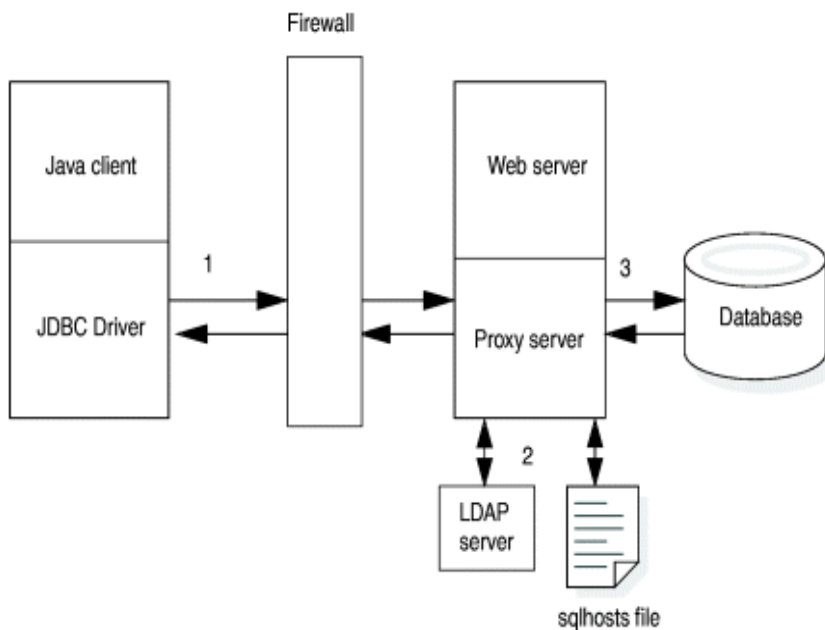 Firewall
Java client
Web server
1
3
JDBC Driver
Proxy server
Database
2
LDAP
server
sqlhosts file